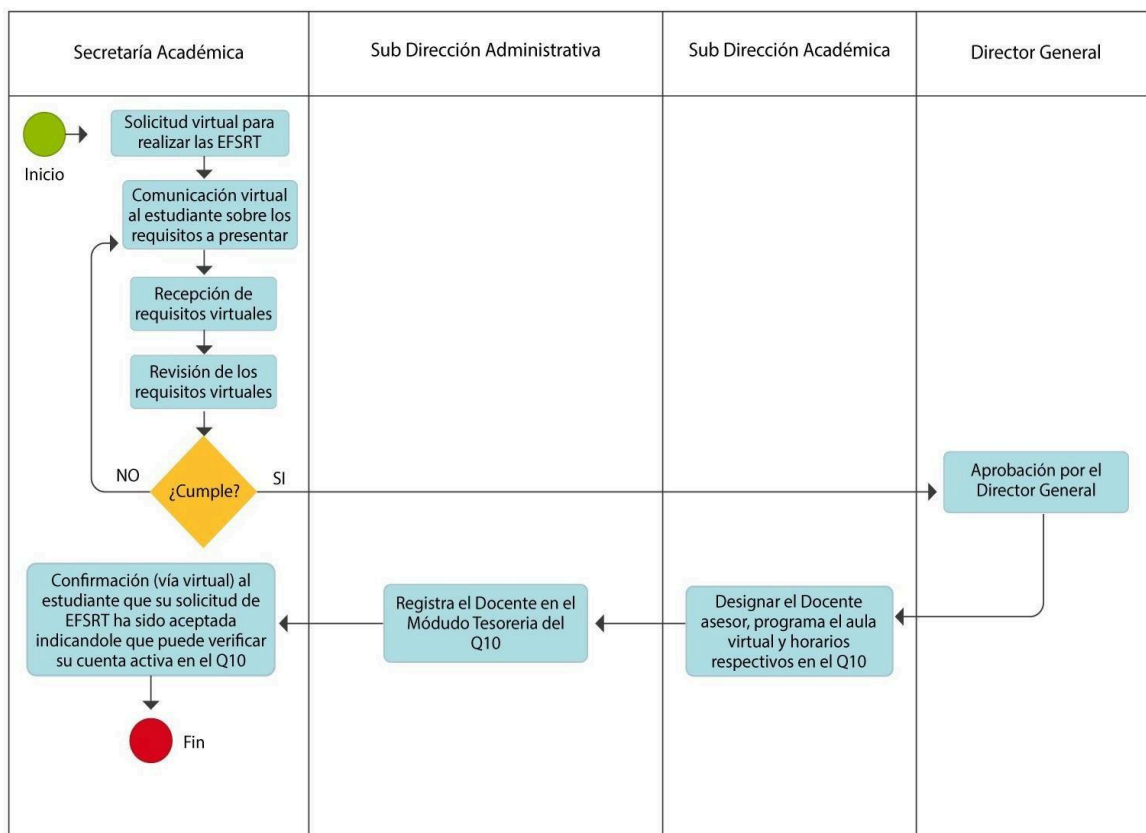 Secretaría Académica
Sub Dirección Administrativa
Sub Dirección Académica
Director General
Inicio
Solicitud virtual para
realizar las EFSRT
Comunicación virtual
al estudiante sobre los
requisitos a presentar
Recepción de
requisitos virtuales
Revisión de los
requisitos virtuales
¿Cumple?
NO
SI
Aprobación por el
Director General
Designar el Docente
asesor, programa el aula
virtual y horarios
respectivos en el Q10
Registra el Docente en el
Módudo Tesoreria del
Q10
Confirmación (vía virtual) al
estudiante que su solicitud de
EFSRT ha sido aceptada
indicandole que puede verificar
su cuenta activa en el Q10
Fin